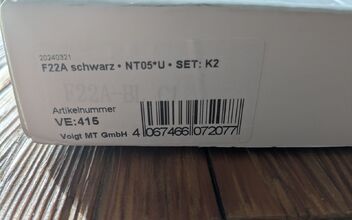 20240321
F22A schwarz • NT05*U • SET: K2
Artikelnummer
VE:415
Voigt MT GmbH
4 067466 072077